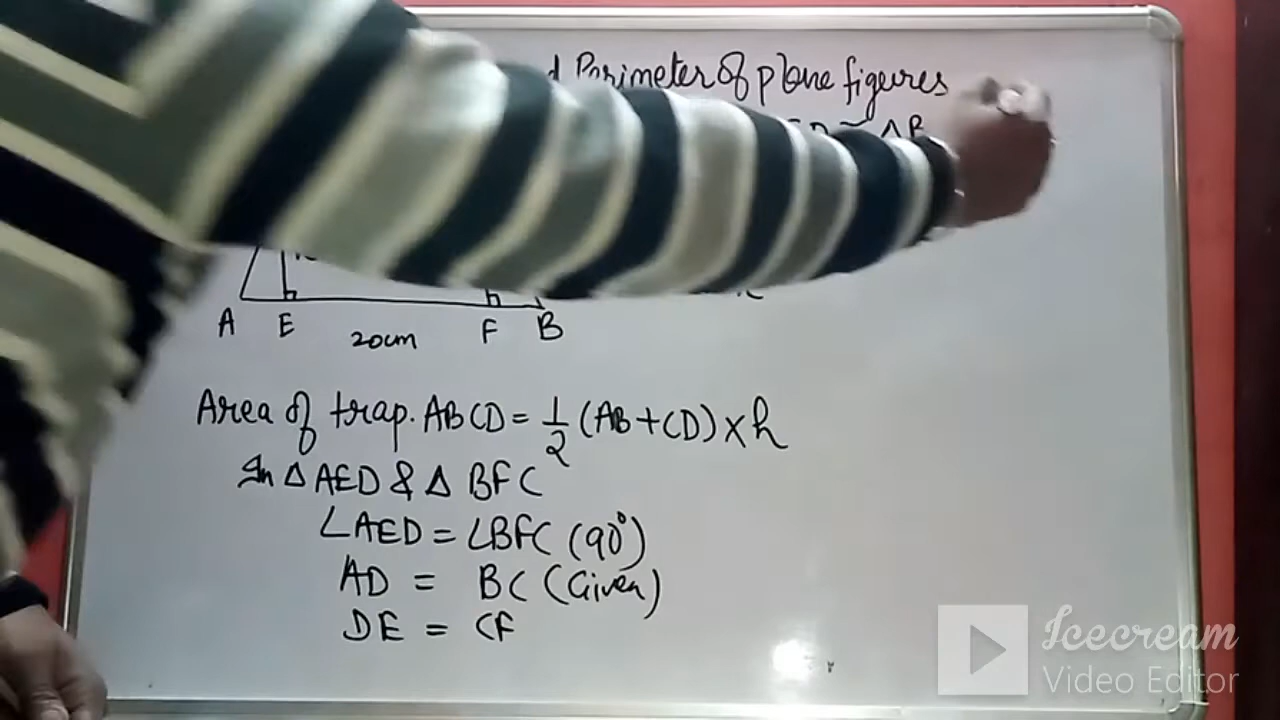 Perimeter Of plane figures
≅ ΔB
A E 20cm F B
Area of trap. ABCD = 1/2 (AB + CD) × h
In Δ AED & Δ BFC
∠AED = ∠BFC (90°)
AD = BC (Given)
DE = CF
Icecream
Video Editor